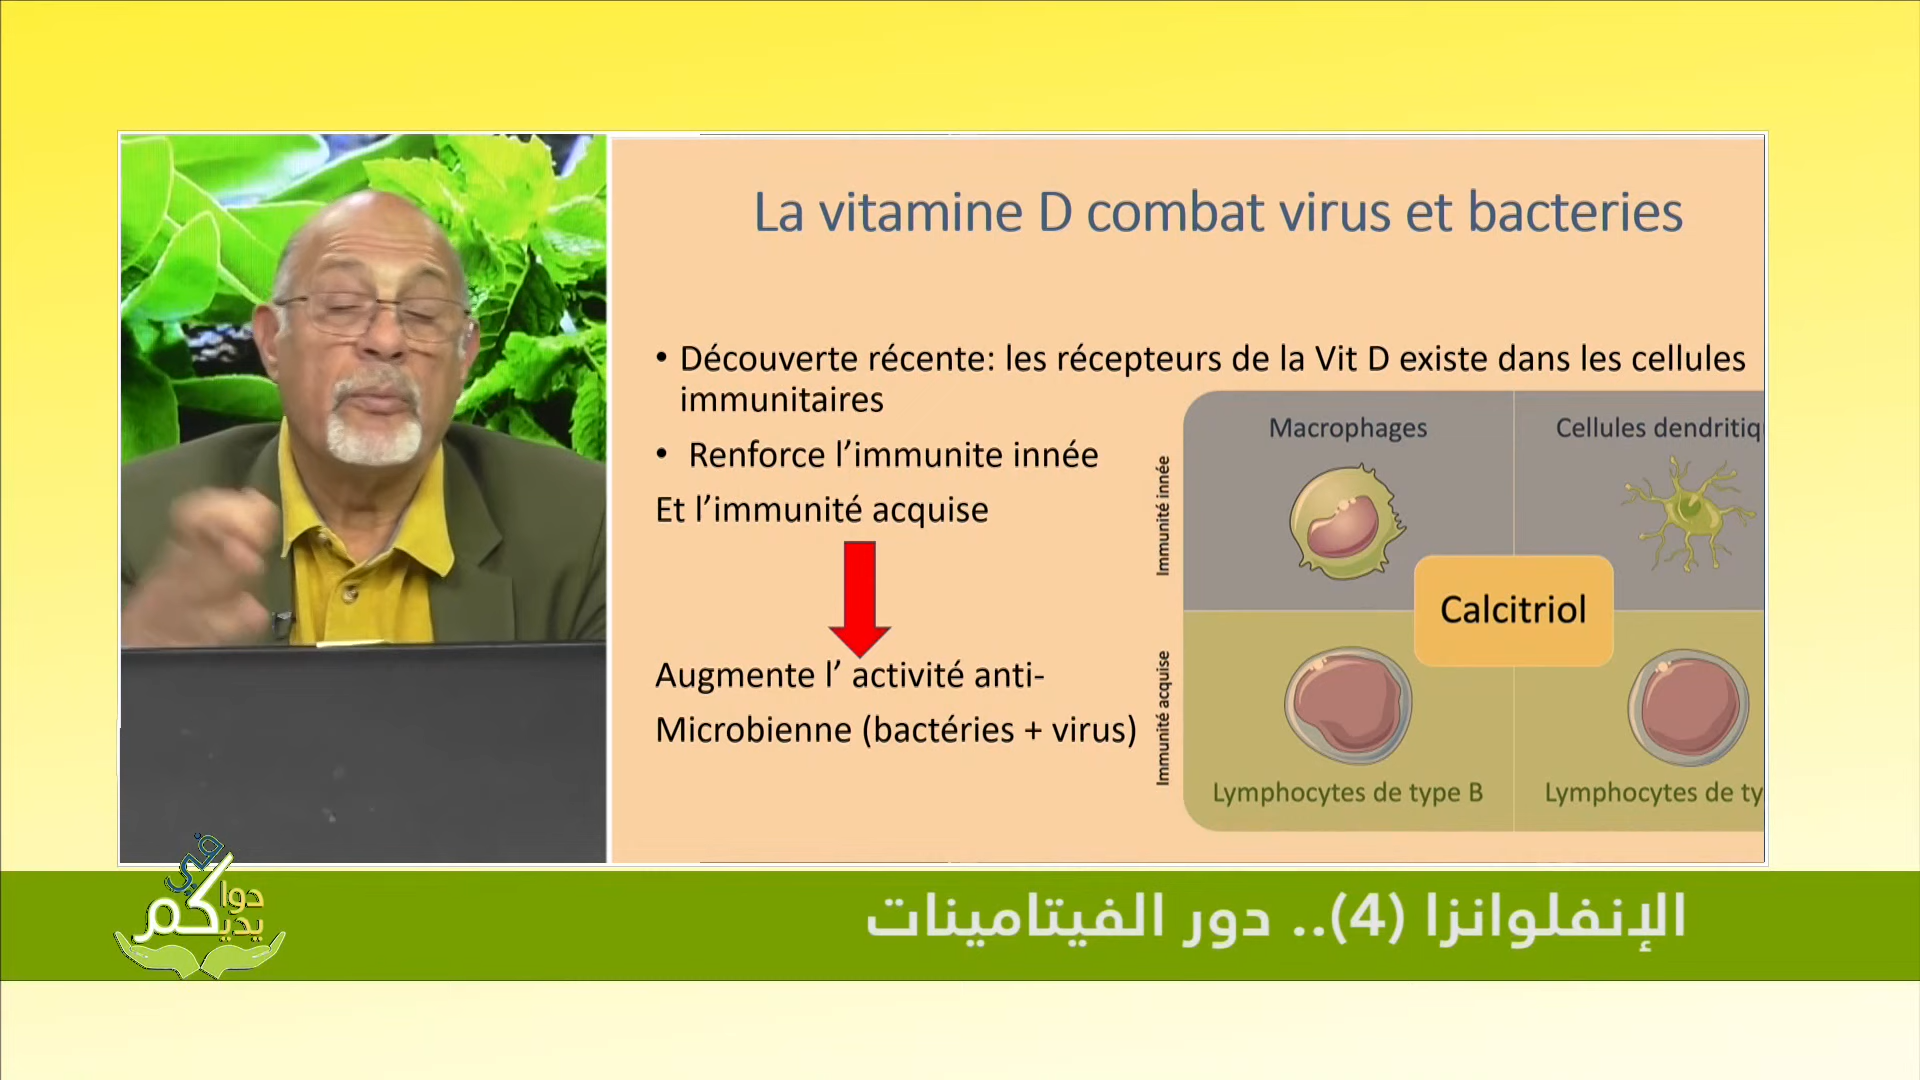 La vitamine D combat virus et bacteries
• Découverte récente: les récepteurs de la Vit D existe dans les cellules
immunitaires
• Renforce l’immunite innée
Et l’immunité acquise
Augmente l’ activité anti-
Microbienne (bactéries + virus)
Immunité innée
Immunité acquise
Macrophages
Cellules dendritiq
Calcitriol
Lymphocytes de type B
Lymphocytes de ty
الإنفلوانزا (4).. دور الفيتامينات
دواكم
في
يديكم